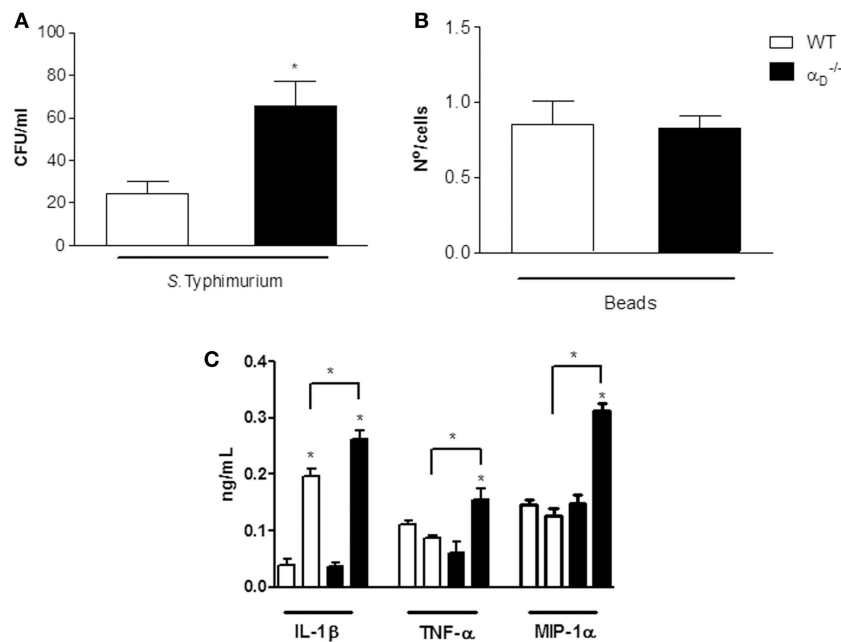 A
CFU/ml
100
80
60
40
20
0
*
S.Typhimurium
B
Nº/cells
1.5
1.0
0.5
0.0
Beads
WT
αD-/-
C
ng/mL
0.4
0.3
0.2
0.1
0.0
*
*
*
*
*
*
*
IL-1β
TNF-α
MIP-1α